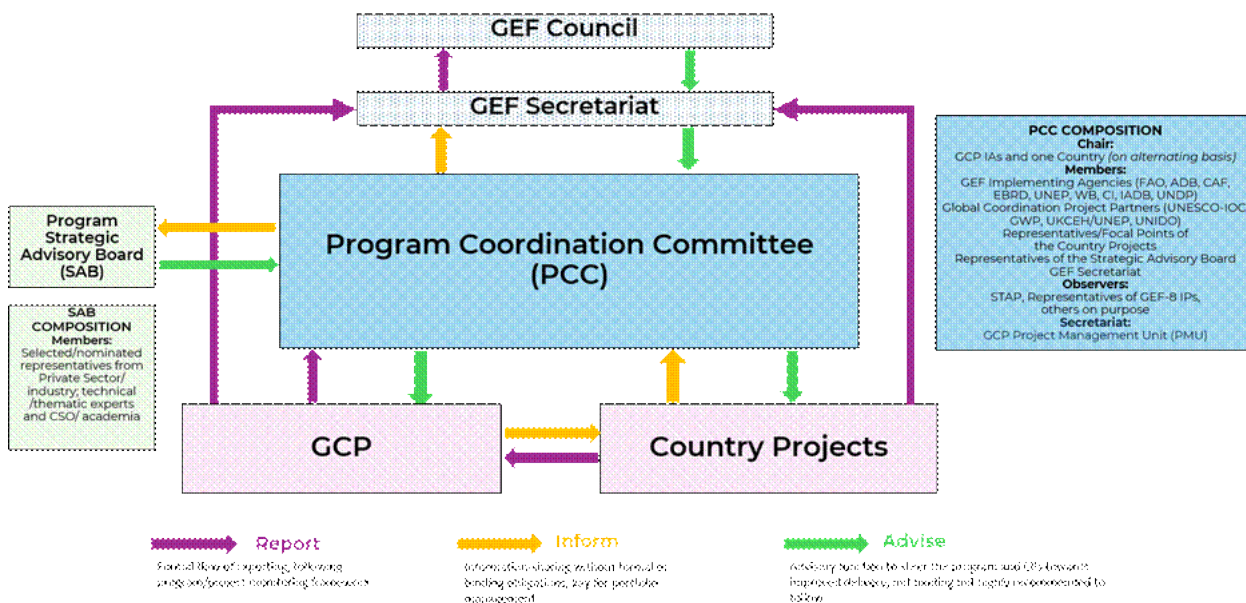 GEF Council
GEF Secretariat
Program
Strategic
Advisory Board
(SAB)
SAB
COMPOSITION
Members:
Selected/nominated
representatives from
Private Sector/
industry; technical
/thematic experts
and CSO/ academia
Program Coordination Committee
(PCC)
PCC COMPOSITION
Chair:
GCP IAs and one Country (on alternating basis)
Members:
GEF Implementing Agencies (FAO, ADB, CAF,
EBRD, UNEP, WB, CI, IADB, UNDP)
Global Coordination Project Partners (UNESCO-IOC,
GWP, UKCEH/UNEP, UNIDO)
Representatives/Focal Points of
the Country Projects
Representatives of the Strategic Advisory Board
GEF Secretariat
Observers:
STAP, Representatives of GEF-8 IPs,
others on purpose
Secretariat:
GCP Project Management Unit (PMU)
GCP
Country Projects
Report
Inform
Advise